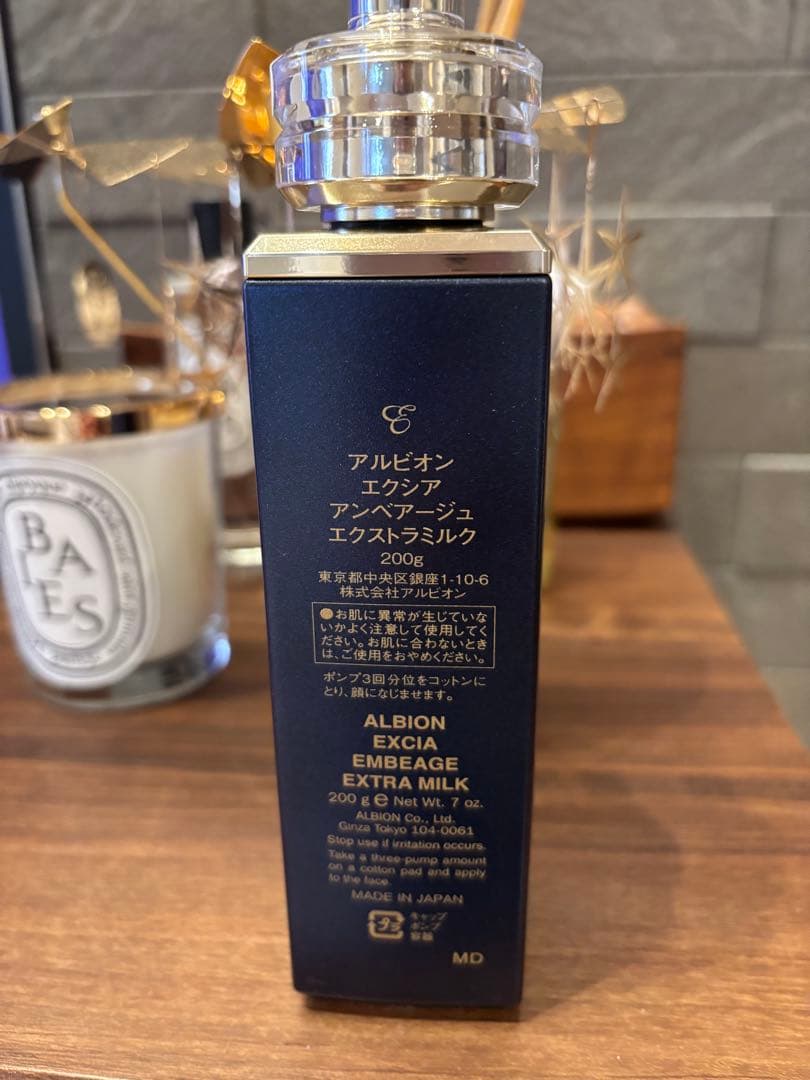 E
アルビオン
エクシア
アンベアージュ
エクストラミルク
200g
東京都中央区銀座1-10-6
株式会社アルビオン
●お肌に異常が生じていな
いかよく注意して使用してく
ださい。お肌に合わないとき
は、ご使用をおやめください。
ポンプ3回分位をコットンに
とり、顔になじませます。
ALBION
EXCIA
EMBEAGE
EXTRA MILK
200 g ℮ Net Wt. 7 oz.
ALBION Co., Ltd.
Ginza Tokyo 104-0061
Stop use if irritation occurs.
Take a three-pump amount
on a cotton pad and apply
to the face.
MADE IN JAPAN
プラ
キャップ
ポンプ
容器
MD
BAIES